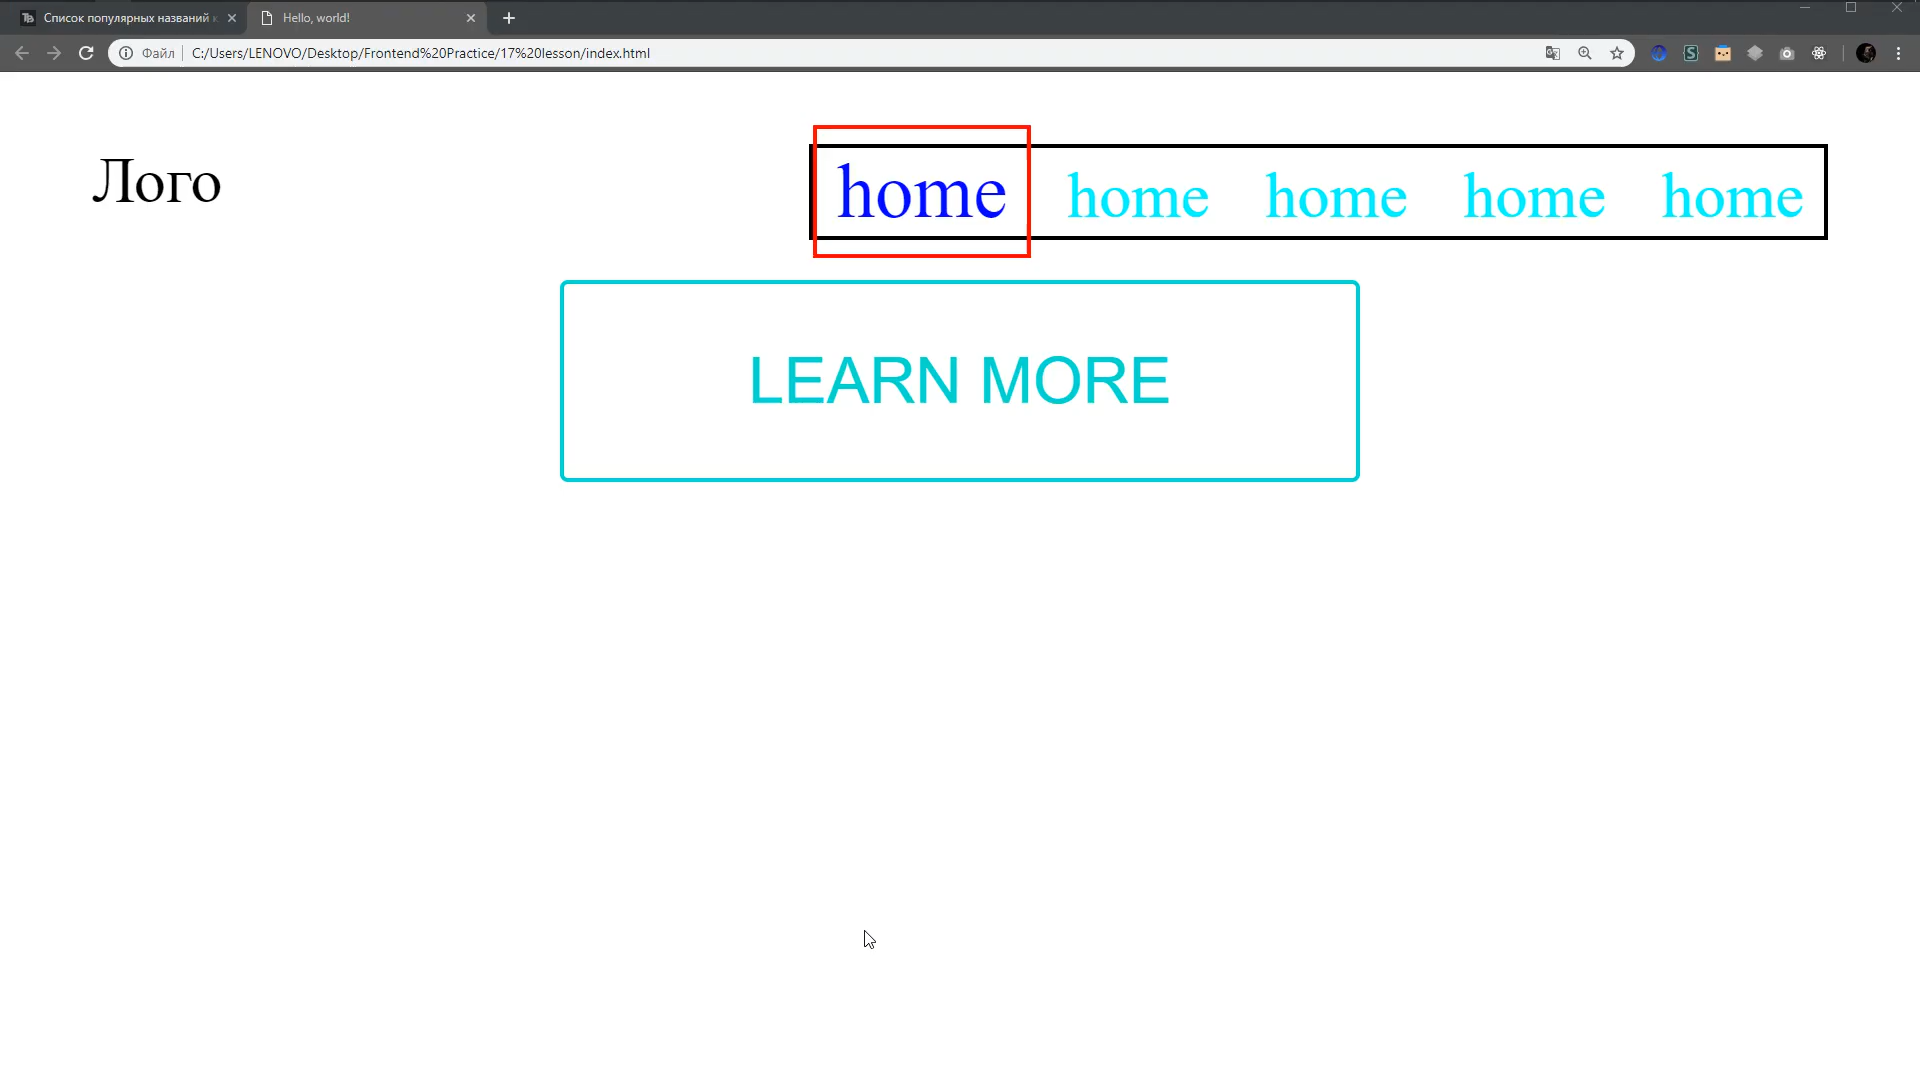 Список популярных названий к
Hello, world!
Файл
C:/Users/LENOVO/Desktop/Frontend%20Practice/17%20lesson/index.html
Лого
home home home home home
LEARN MORE